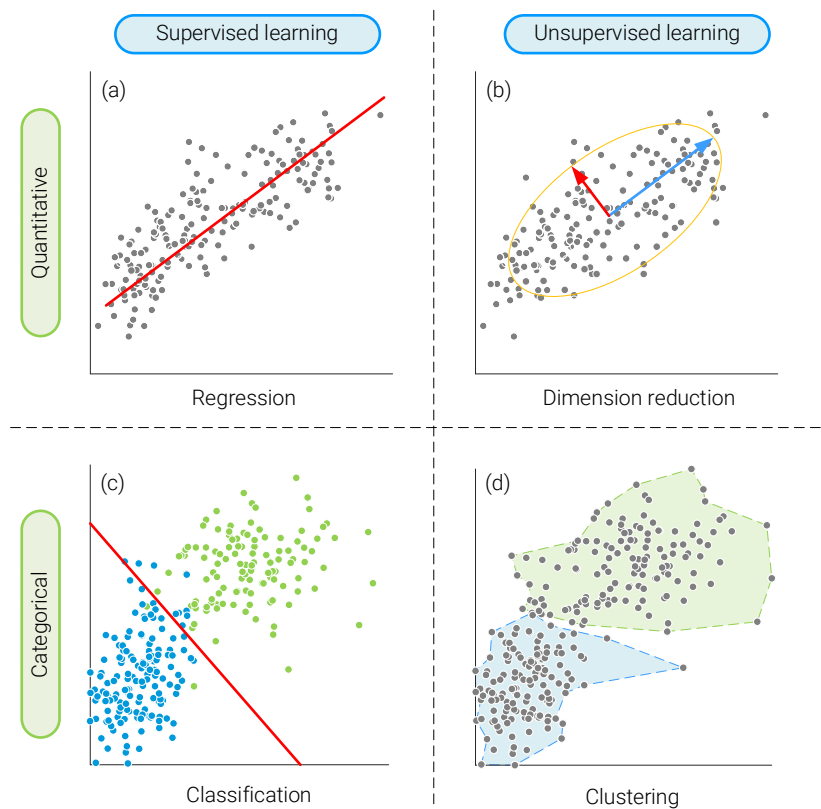 Supervised learning
Unsupervised learning
Quantitative
(a)
(b)
Regression
Dimension reduction
Categorical
(c)
(d)
Classification
Clustering